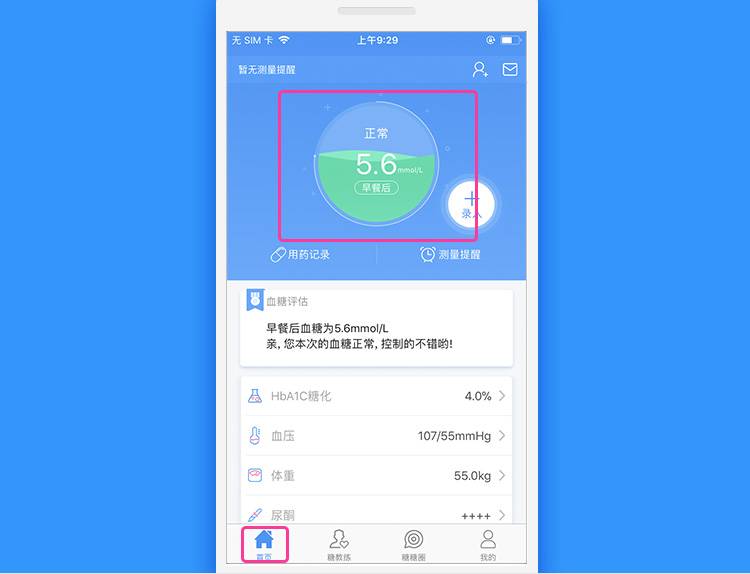 无 SIM 卡
上午9:29
暂无测量提醒
正常
5.6mmol/L
早餐后
录入
用药记录
测量提醒
血糖评估
早餐后血糖为5.6mmol/L
亲, 您本次的血糖正常, 控制的不错哟!
HbA1C糖化 4.0%
血压 107/55mmHg
体重 55.0kg
尿酮 ++++
首页
糖教练
糖糖圈
我的